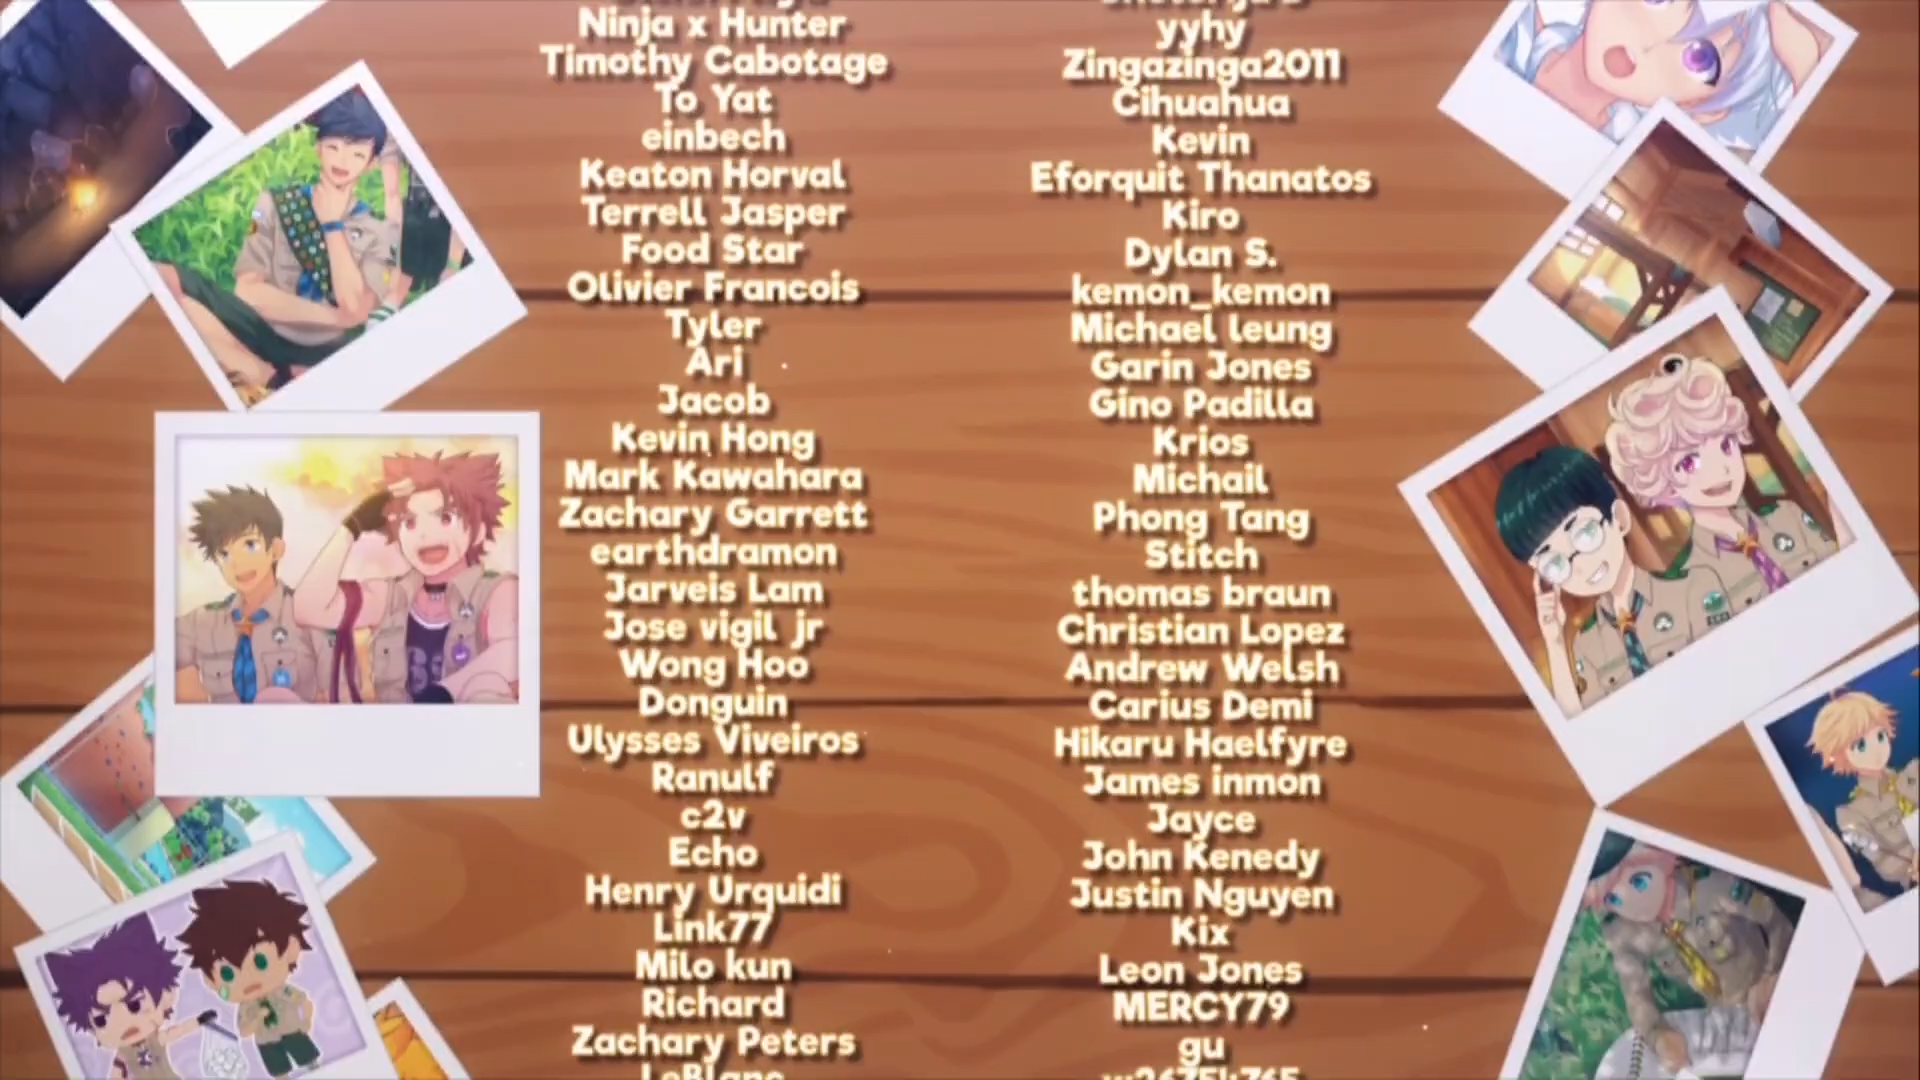 Ninja x Hunter
Timothy Cabotage
To Yat
einbech
Keaton Horval
Terrell Jasper
Food Star
Olivier Francois
Tyler
Ari
Jacob
Kevin Hong
Mark Kawahara
Zachary Garrett
earthdramon
Jarveis Lam
Jose vigil jr
Wong Hoo
Donguin
Ulysses Viveiros
Ranulf
c2v
Echo
Henry Urquidi
Link77
Milo kun
Richard
Zachary Peters
LeBlanc
yyhy
Zingazinga2011
Cihuahua
Kevin
Eforquit Thanatos
Kiro
Dylan S.
kemon_kemon
Michael leung
Garin Jones
Gino Padilla
Krios
Michail
Phong Tang
Stitch
thomas braun
Christian Lopez
Andrew Welsh
Carius Demi
Hikaru Haelfyre
James inmon
Jayce
John Kenedy
Justin Nguyen
Kix
Leon Jones
MERCY79
gu